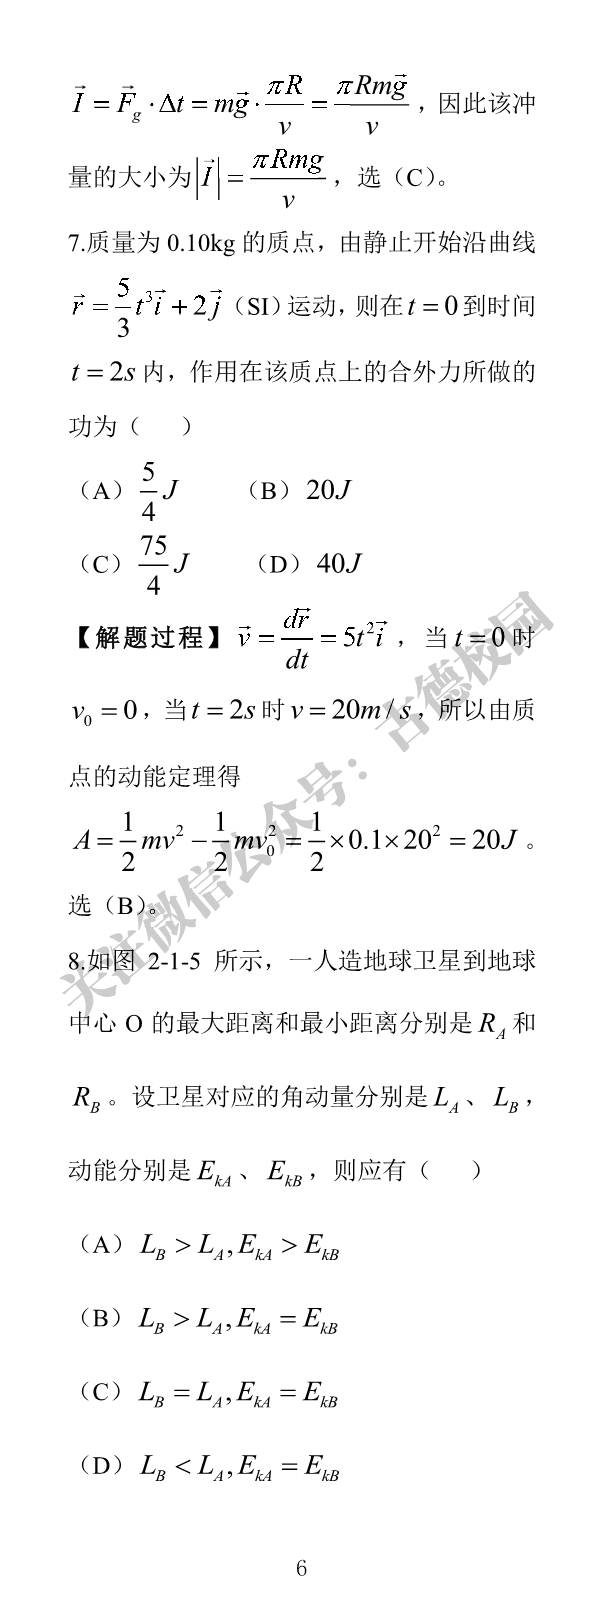 $\vec{I} = \vec{F}_g \cdot \Delta t = m\vec{g} \cdot \frac{\pi R}{v} = \frac{\pi Rm\vec{g}}{v}$，因此该冲
量的大小为$|\vec{I}| = \frac{\pi Rmg}{v}$，选（C）。
7.质量为 0.10kg 的质点，由静止开始沿曲线
$\vec{r} = \frac{5}{3}t^3\vec{i} + 2\vec{j}$（SI）运动，则在 $t = 0$ 到时间
$t = 2s$ 内，作用在该质点上的合外力所做的
功为（　　）
（A）$\frac{5}{4}J$　　（B）$20J$
（C）$\frac{75}{4}J$　　（D）$40J$
【解题过程】$\vec{v} = \frac{d\vec{r}}{dt} = 5t^2\vec{i}$，当 $t = 0$ 时
$v_0 = 0$，当 $t = 2s$ 时 $v = 20m/s$，所以由质
点的动能定理得
$A = \frac{1}{2}mv^2 - \frac{1}{2}mv_0^2 = \frac{1}{2} \times 0.1 \times 20^2 = 20J$。
选（B）。
8.如图 2-1-5 所示，一人造地球卫星到地球
中心 O 的最大距离和最小距离分别是 $R_A$ 和
$R_B$。设卫星对应的角动量分别是 $L_A$、$L_B$，
动能分别是 $E_{kA}$、$E_{kB}$，则应有（　　）
（A）$L_B > L_A, E_{kA} > E_{kB}$
（B）$L_B > L_A, E_{kA} = E_{kB}$
（C）$L_B = L_A, E_{kA} = E_{kB}$
（D）$L_B < L_A, E_{kA} = E_{kB}$
6
关注微信公众号：古德校园